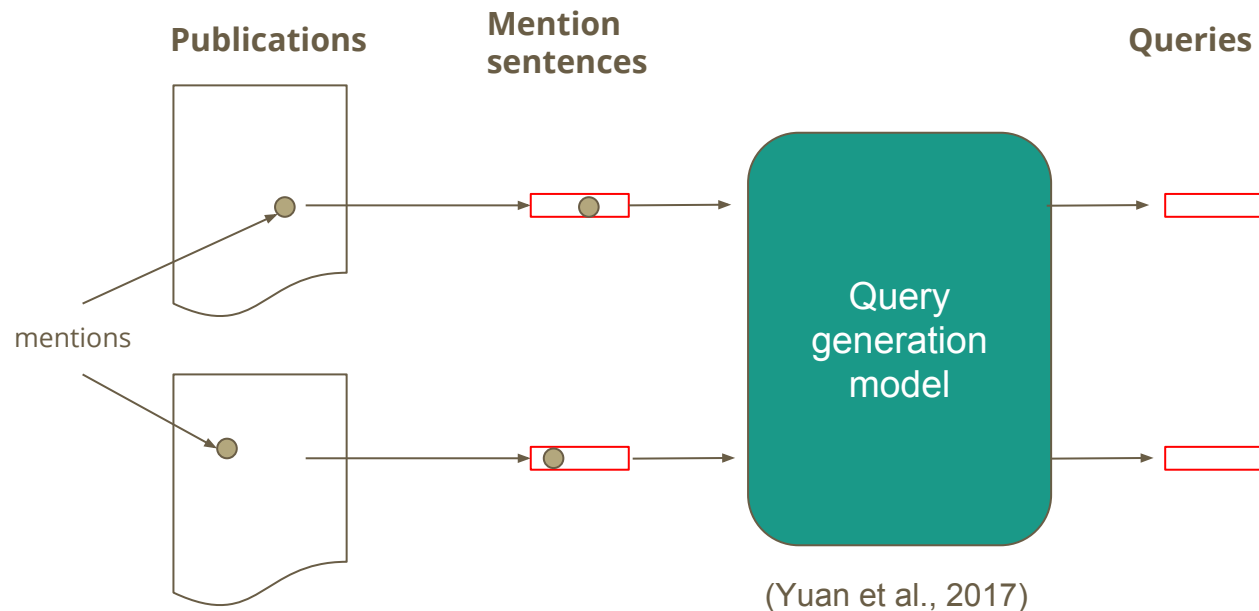 Publications
Mention
sentences
Queries
mentions
Query
generation
model
(Yuan et al., 2017)